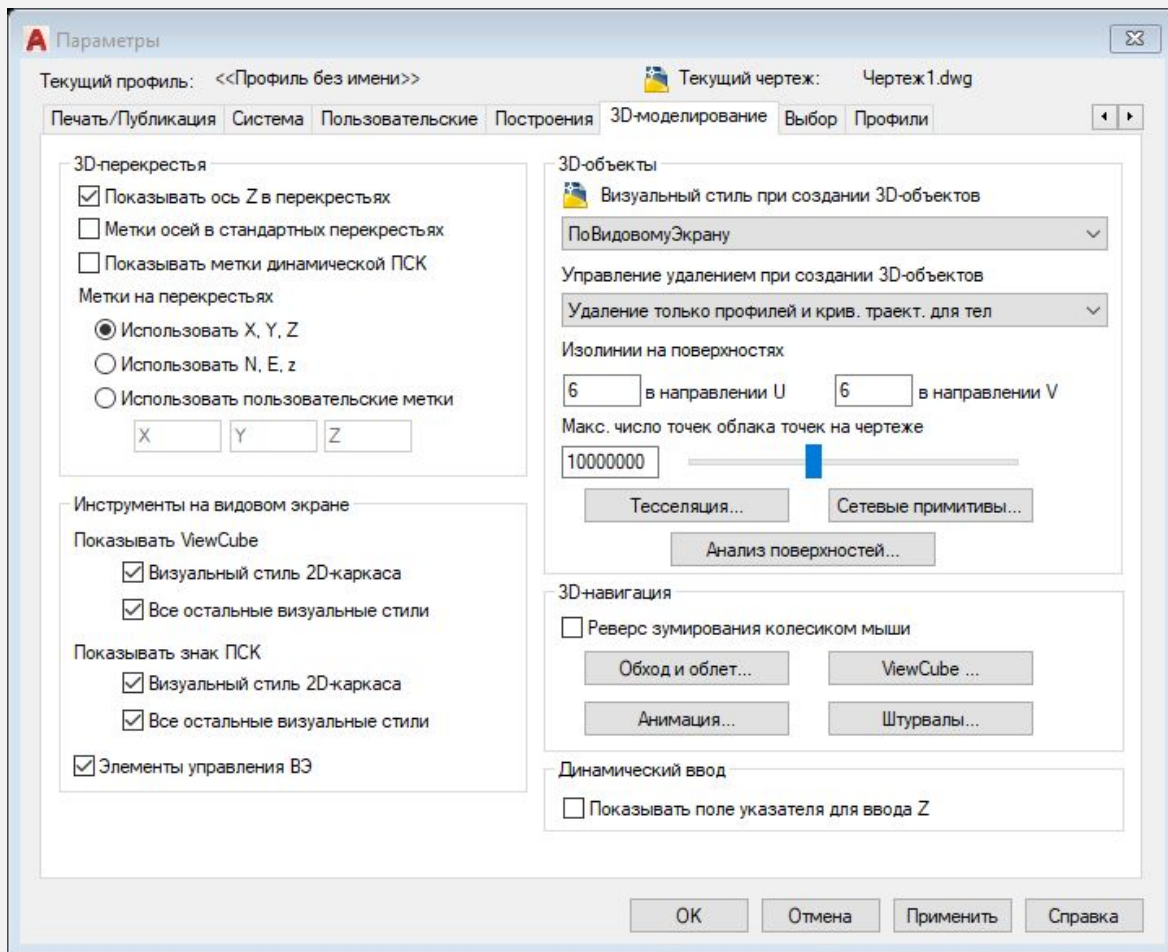 Параметры
Текущий профиль: <<Профиль без имени>> Текущий чертеж: Чертеж1.dwg
Печать/Публикация Система Пользовательские Построения 3D-моделирование Выбор Профили
3D-перекрестья
Показывать ось Z в перекрестьях
Метки осей в стандартных перекрестьях
Показывать метки динамической ПСК
Метки на перекрестьях
Использовать X, Y, Z
Использовать N, E, z
Использовать пользовательские метки
X Y Z
Инструменты на видовом экране
Показывать ViewCube
Визуальный стиль 2D-каркаса
Все остальные визуальные стили
Показывать знак ПСК
Визуальный стиль 2D-каркаса
Все остальные визуальные стили
Элементы управления ВЭ
3D-объекты
Визуальный стиль при создании 3D-объектов
ПоВидовомуЭкрану
Управление удалением при создании 3D-объектов
Удаление только профилей и крив. траект. для тел
Изолинии на поверхностях
6 в направлении U 6 в направлении V
Макс. число точек облака точек на чертеже
10000000
Тесселяция... Сетевые примитивы...
Анализ поверхностей...
3D-навигация
Реверс зумирования колесиком мыши
Обход и облет... ViewCube ...
Анимация... Штурвалы...
Динамический ввод
Показывать поле указателя для ввода Z
OK Отмена Применить Справка